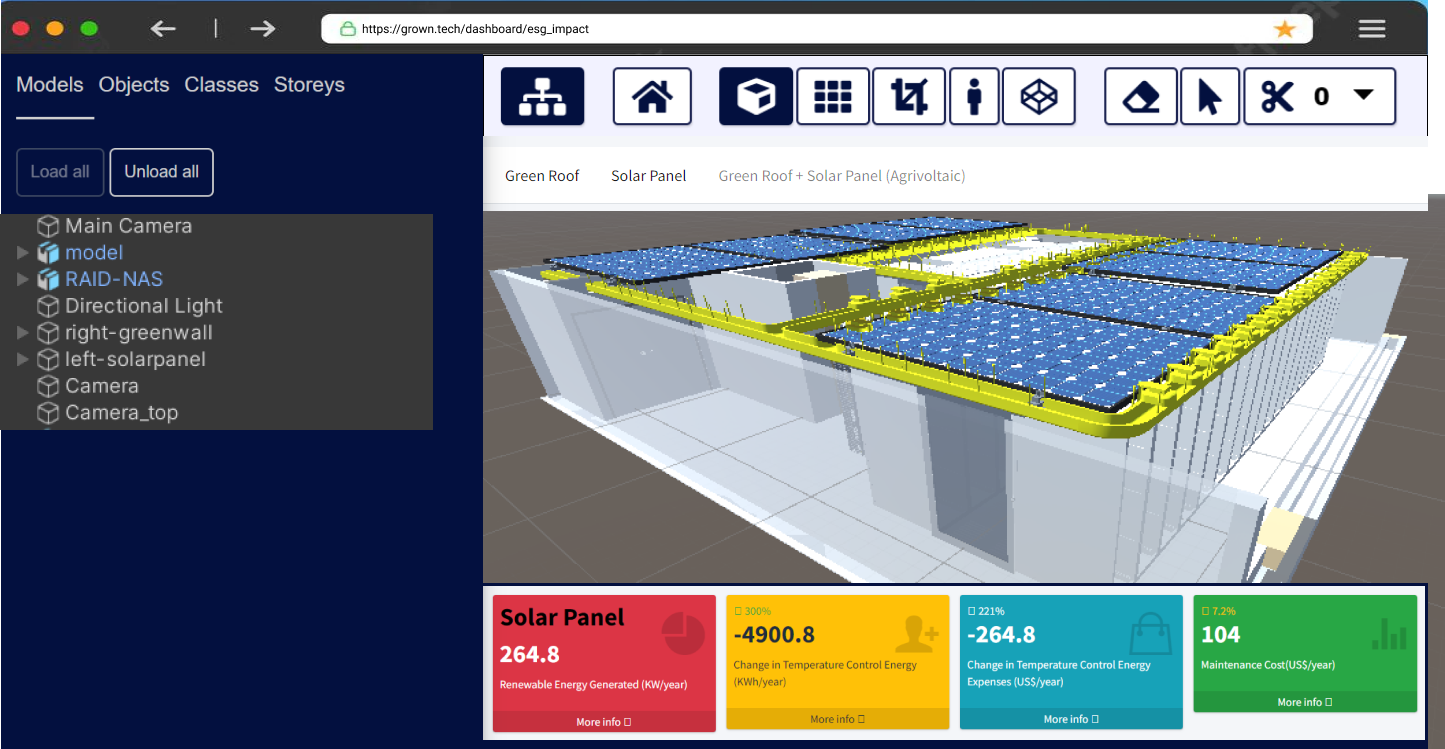 https://grown.tech/dashboard/esg_impact
Models Objects Classes Storeys
Load all Unload all
Main Camera
model
RAID-NAS
Directional Light
right-greenwall
left-solarpanel
Camera
Camera_top
0
Green Roof Solar Panel Green Roof + Solar Panel (Agrivoltaic)
Solar Panel
264.8
Renewable Energy Generated (KW/year)
More info
300%
-4900.8
Change in Temperature Control Energy
(KWh/year)
More info
221%
-264.8
Change in Temperature Control Energy
Expenses (US$/year)
More info
7.2%
104
Maintenance Cost(US$/year)
More info